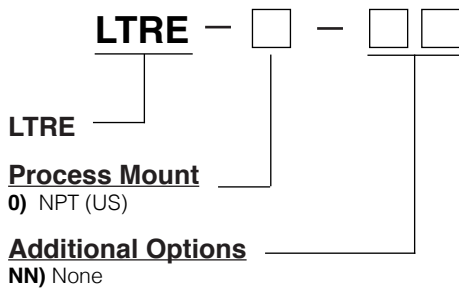 LTRE – □ – □□
LTRE
Process Mount
0) NPT (US)
Additional Options
NN) None